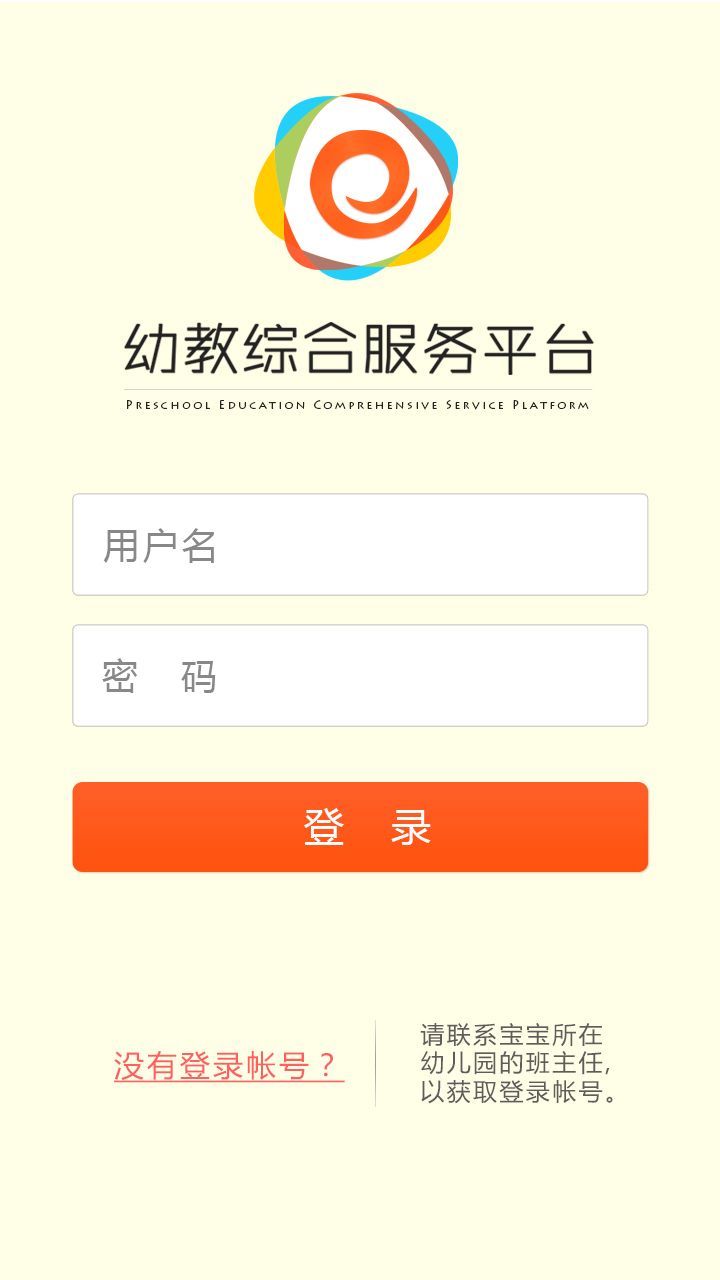 幼教综合服务平台
Preschool Education Comprehensive Service Platform
用户名
密 码
登 录
没有登录帐号？
请联系宝宝所在
幼儿园的班主任,
以获取登录帐号。